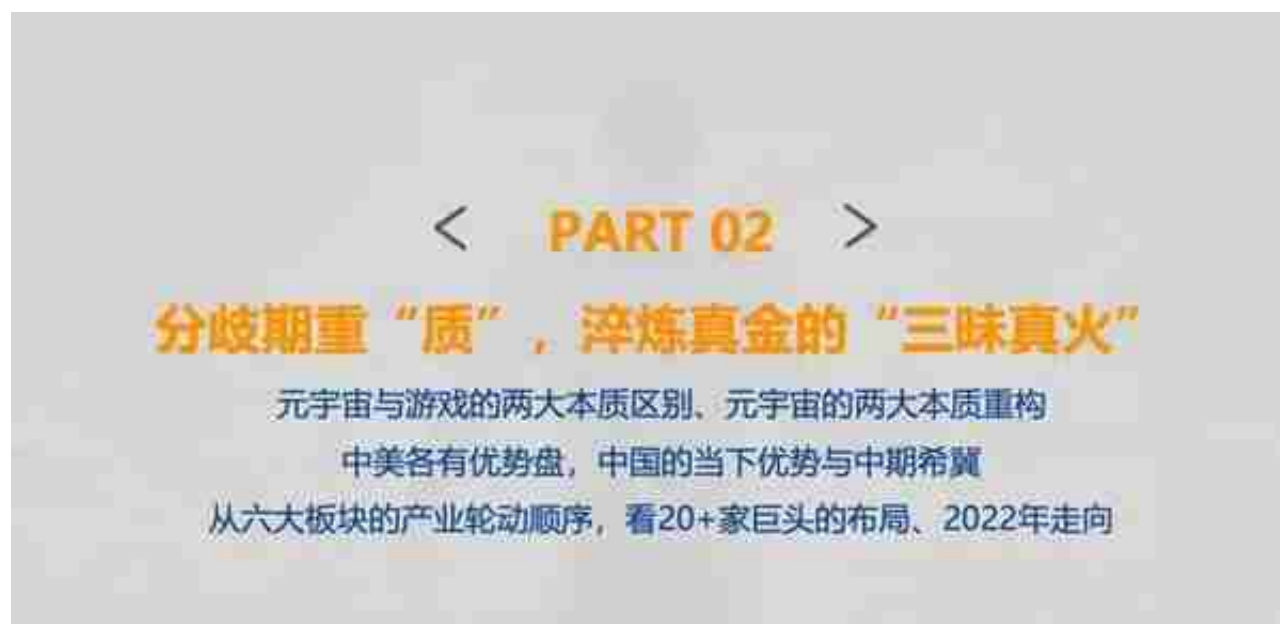 < PART 02 >
分歧期重“质”，淬炼真金的“三昧真火”
元宇宙与游戏的两大本质区别、元宇宙的两大本质重构
中美各有优势盘，中国的当下优势与中期希冀
从六大板块的产业轮动顺序，看20+家巨头的布局、2022年走向